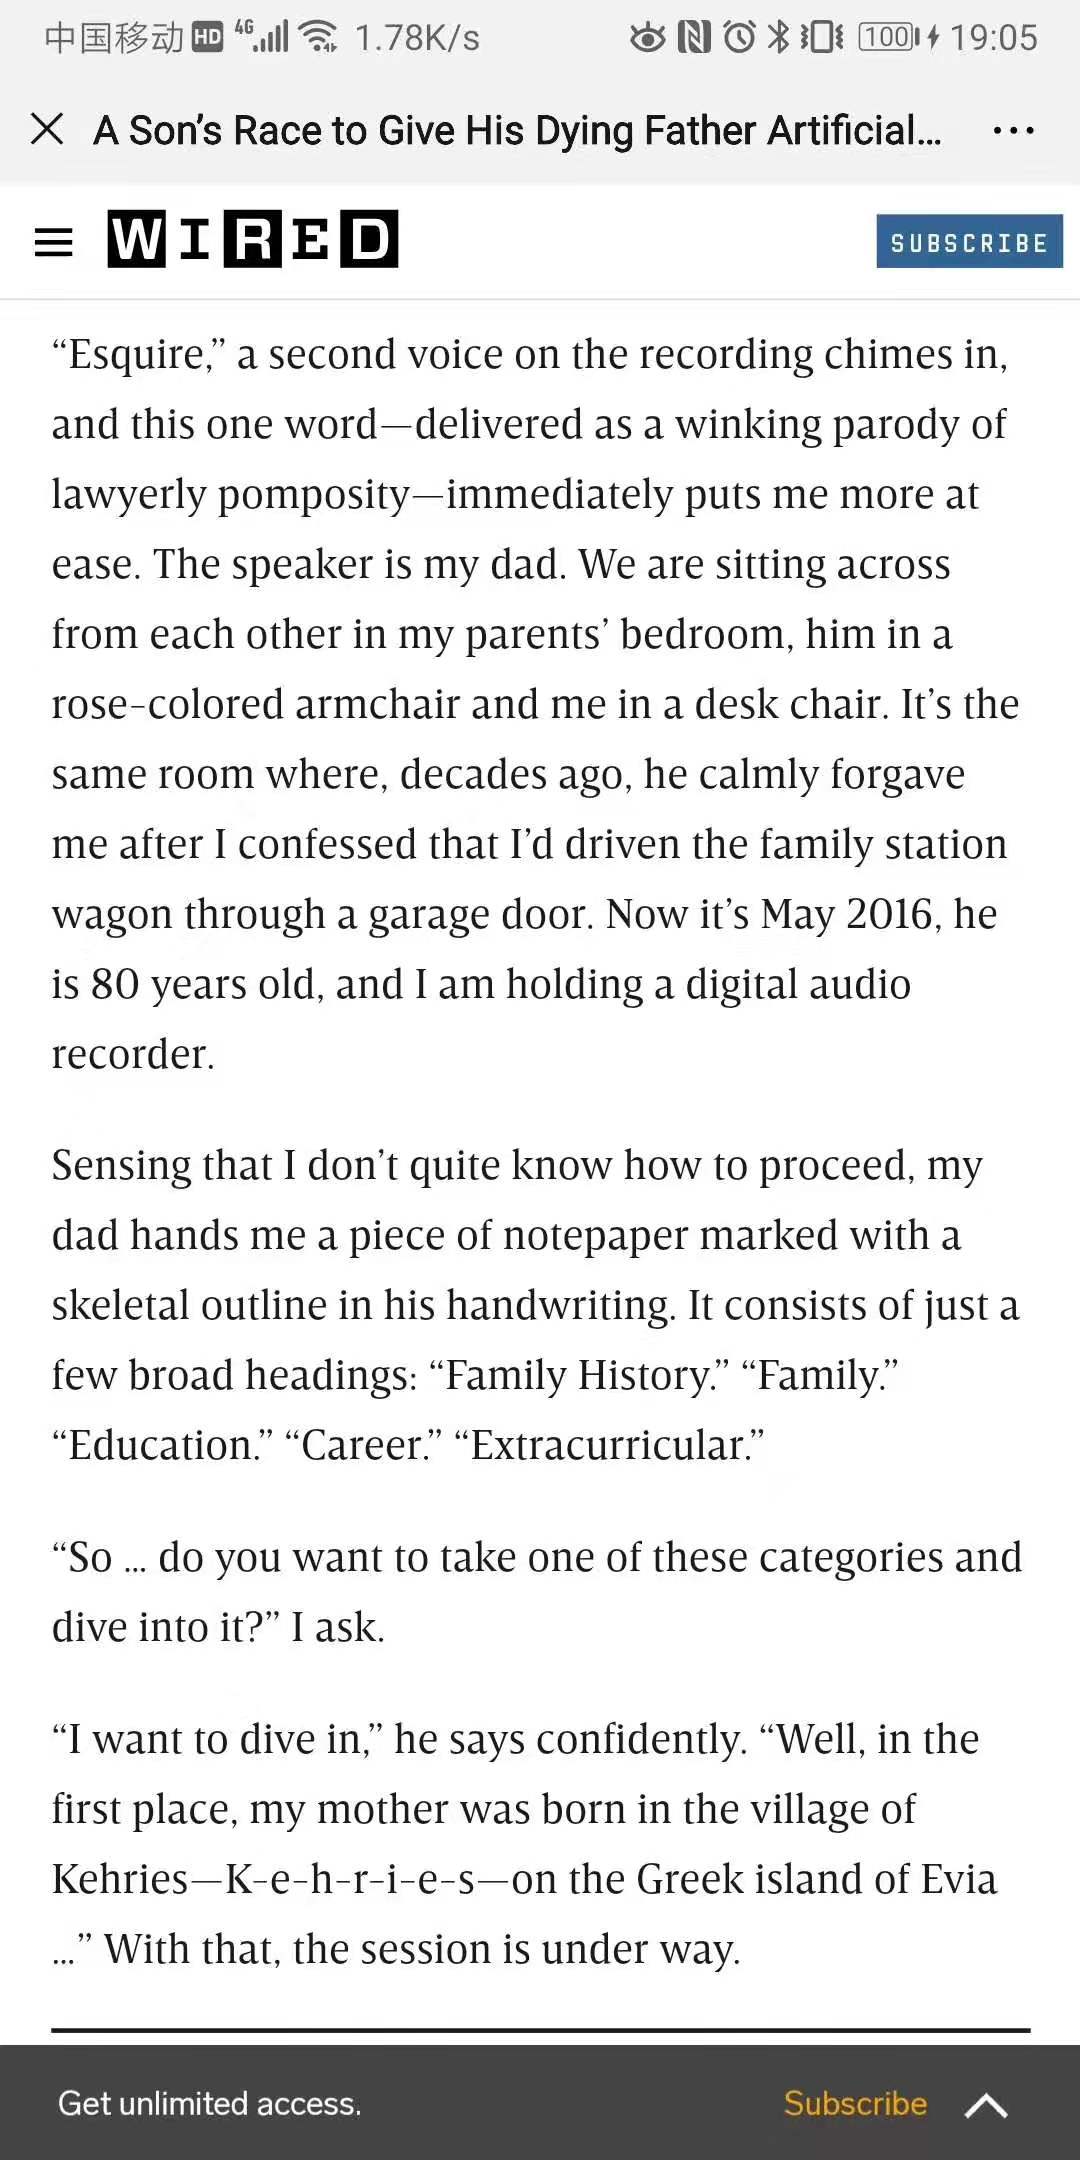 中国移动 HD 4G 1.78K/s 100 19:05
A Son’s Race to Give His Dying Father Artificial...
WIRED
SUBSCRIBE
“Esquire,” a second voice on the recording chimes in,
and this one word—delivered as a winking parody of
lawyerly pomposity—immediately puts me more at
ease. The speaker is my dad. We are sitting across
from each other in my parents’ bedroom, him in a
rose-colored armchair and me in a desk chair. It’s the
same room where, decades ago, he calmly forgave
me after I confessed that I’d driven the family station
wagon through a garage door. Now it’s May 2016, he
is 80 years old, and I am holding a digital audio
recorder.
Sensing that I don’t quite know how to proceed, my
dad hands me a piece of notepaper marked with a
skeletal outline in his handwriting. It consists of just a
few broad headings: “Family History.” “Family.”
“Education.” “Career.” “Extracurricular.”
“So ... do you want to take one of these categories and
dive into it?” I ask.
“I want to dive in,” he says confidently. “Well, in the
first place, my mother was born in the village of
Kehries—K-e-h-r-i-e-s—on the Greek island of Evia
...” With that, the session is under way.
Get unlimited access.
Subscribe